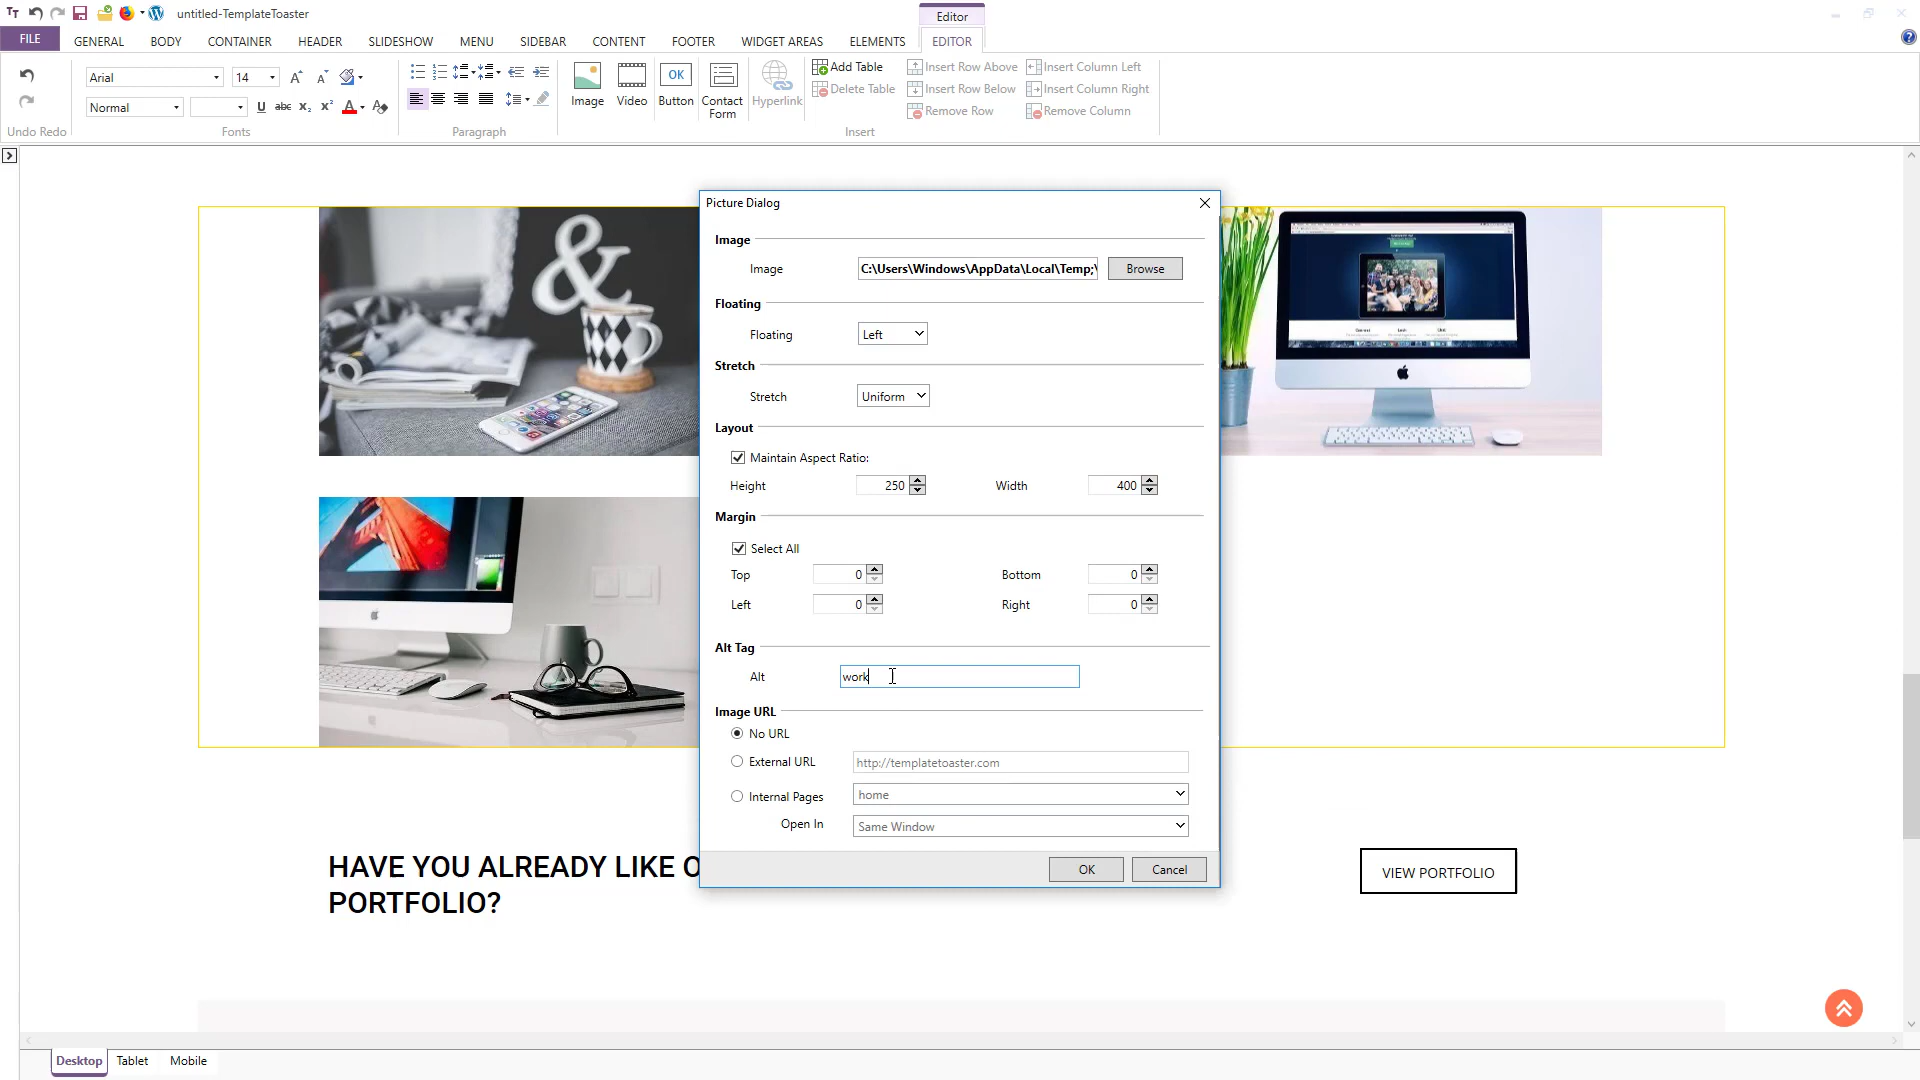 untitled-TemplateToaster
Editor
FILE
GENERAL
BODY
CONTAINER
HEADER
SLIDESHOW
MENU
SIDEBAR
CONTENT
FOOTER
WIDGET AREAS
ELEMENTS
EDITOR
Arial
14
Normal
Undo Redo
Fonts
Paragraph
Image
Video
OK
Button
Contact
Form
Hyperlink
Add Table
Delete Table
Insert Row Above
Insert Row Below
Remove Row
Insert Column Left
Insert Column Right
Remove Column
Insert
Picture Dialog
Image
Image
C:\Users\Windows\AppData\Local\Temp;\
Browse
Floating
Floating
Left
Stretch
Stretch
Uniform
Layout
Maintain Aspect Ratio:
Height
250
Width
400
Margin
Select All
Top
0
Bottom
0
Left
0
Right
0
Alt Tag
Alt
work
Image URL
No URL
External URL
http://templatetoaster.com
Internal Pages
home
Open In
Same Window
OK
Cancel
&
HAVE YOU ALREADY LIKE O
PORTFOLIO?
VIEW PORTFOLIO
Desktop
Tablet
Mobile